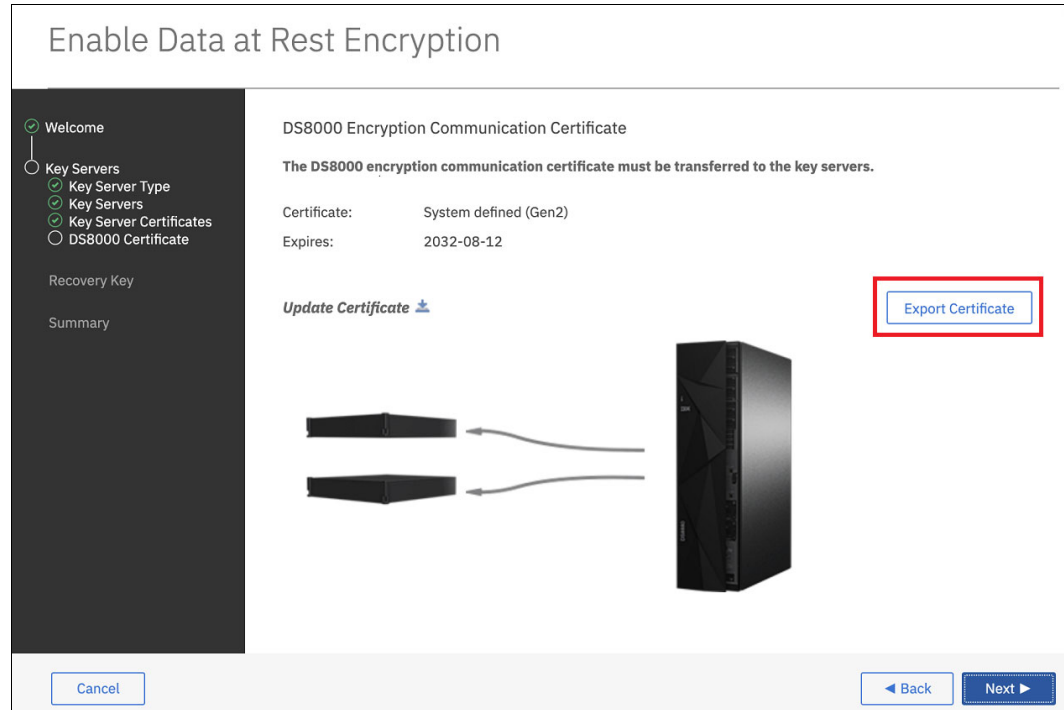 Enable Data at Rest Encryption
Welcome
Key Servers
Key Server Type
Key Servers
Key Server Certificates
DS8000 Certificate
Recovery Key
Summary
DS8000 Encryption Communication Certificate
The DS8000 encryption communication certificate must be transferred to the key servers.
Certificate: System defined (Gen2)
Expires: 2032-08-12
Update Certificate
Export Certificate
IBM
Cancel
◄ Back
Next ►